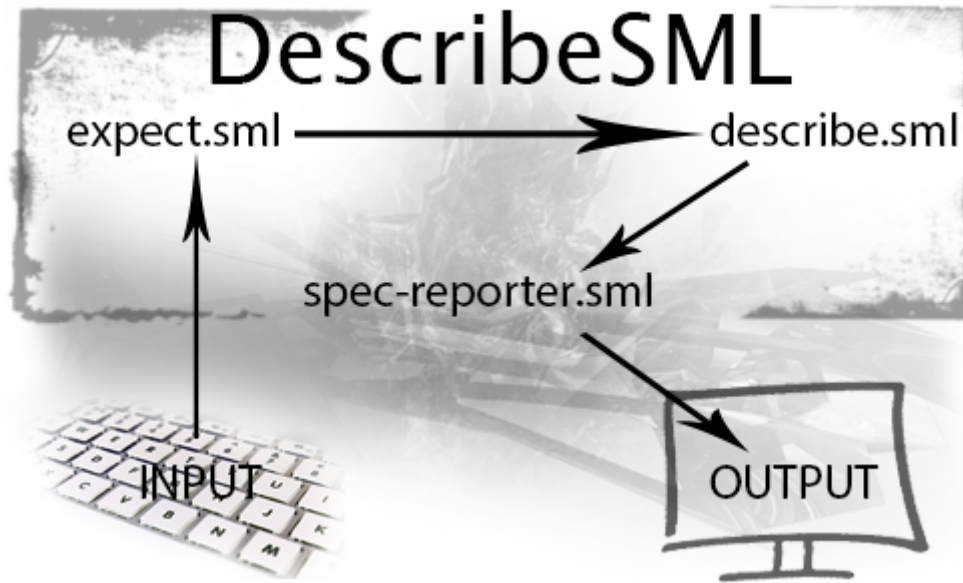 DescribeSML
expect.sml
describe.sml
spec-reporter.sml
INPUT
OUTPUT